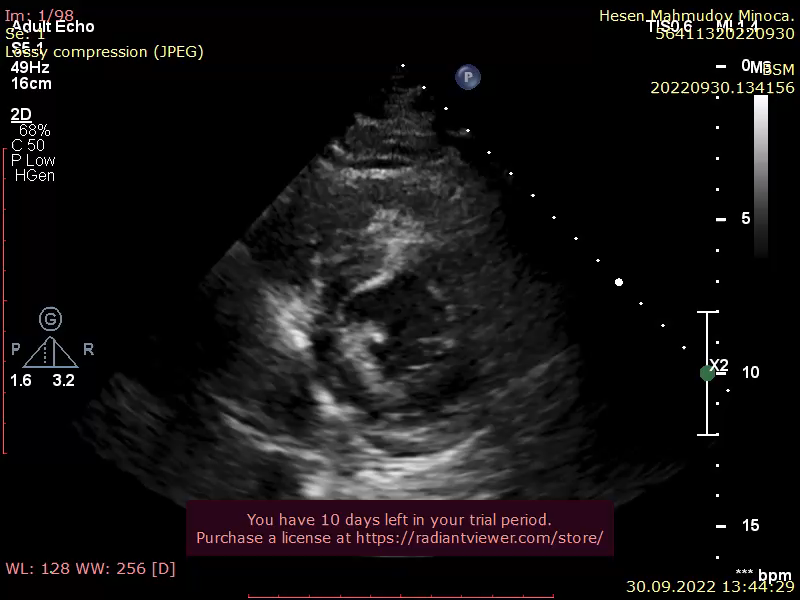 Im: 1/98
Adult Echo
Se: 1
S5-1
Lossy compression (JPEG)
49Hz
16cm
2D
68%
C 50
P Low
HGen
Hesen Mahmudov Minoca.
TIS0.6 MI 1.4
56411320220930
M3
BSM
20220930.134156
P
0
5
10
15
X2
G
P R
1.6 3.2
You have 10 days left in your trial period.
Purchase a license at https://radiantviewer.com/store/
WL: 128 WW: 256 [D]
*** bpm
30.09.2022 13:44:29